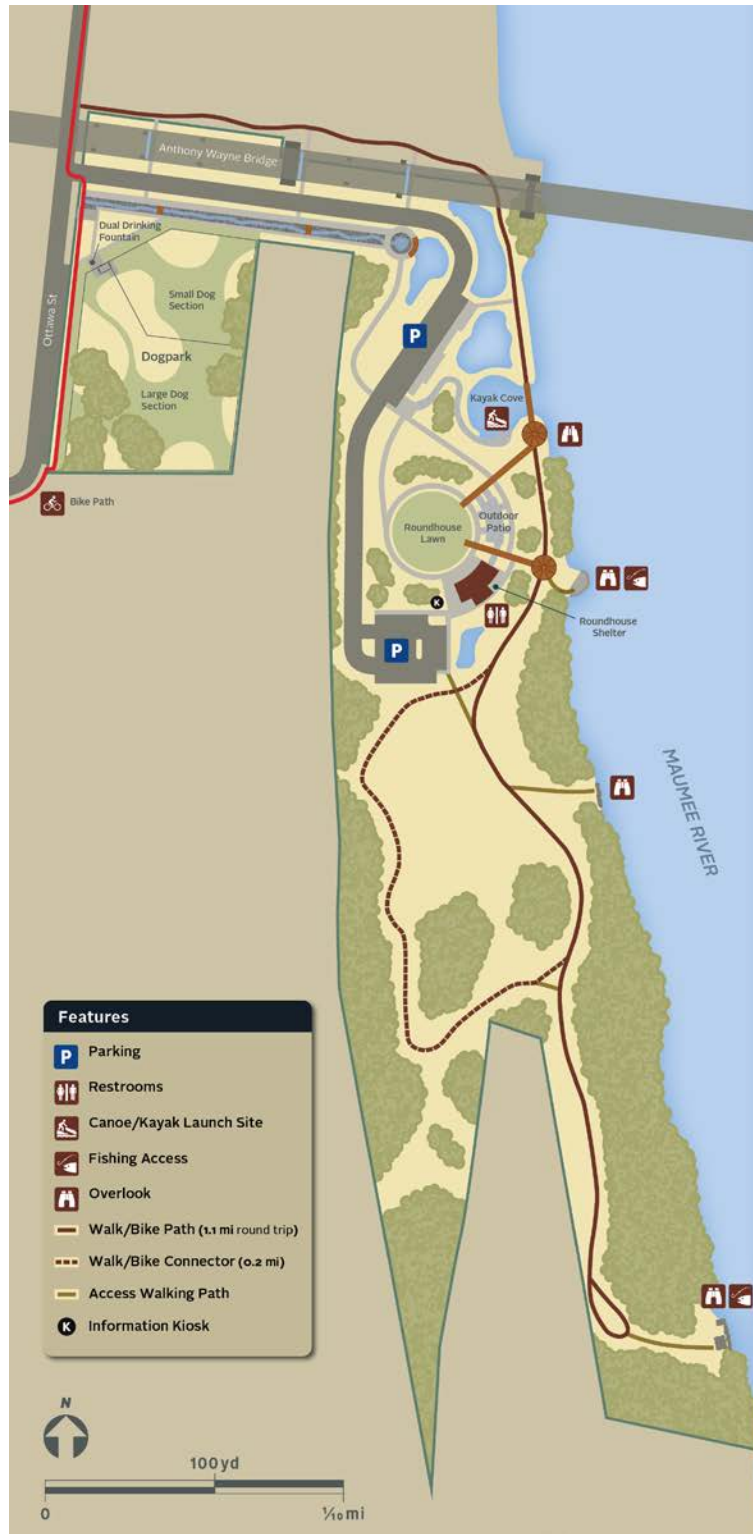 Anthony Wayne Bridge
Dual Drinking
Fountain
Ottawa St
Small Dog
Section
Dogpark
Large Dog
Section
P
Kayak Cove
Bike Path
Outdoor
Patio
Roundhouse
Lawn
K
Roundhouse
Shelter
P
MAUMEE RIVER
Features
P Parking
Restrooms
Canoe/Kayak Launch Site
Fishing Access
Overlook
Walk/Bike Path (1.1 mi round trip)
Walk/Bike Connector (0.2 mi)
Access Walking Path
K Information Kiosk
N
100 yd
0 1/10 mi